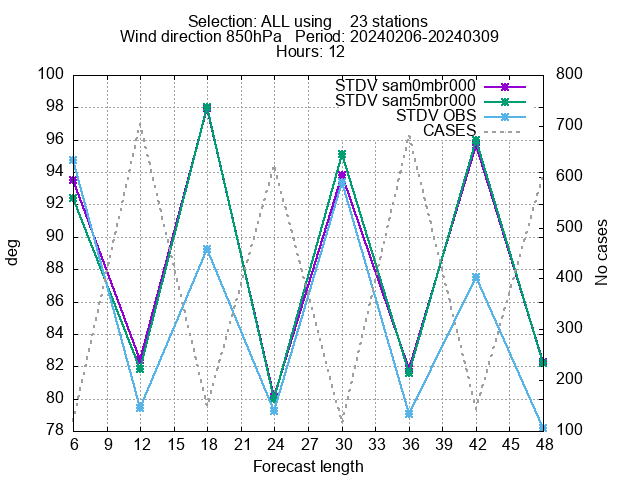 Selection: ALL using    23 stations
Wind direction 850hPa   Period: 20240206-20240309
Hours: 12
STDV sam0mbr000
STDV sam5mbr000
STDV OBS
CASES
100
98
96
94
92
90
88
86
84
82
80
78
deg
800
700
600
500
400
300
200
100
No cases
6 9 12 15 18 21 24 27 30 33 36 39 42 45 48
Forecast length